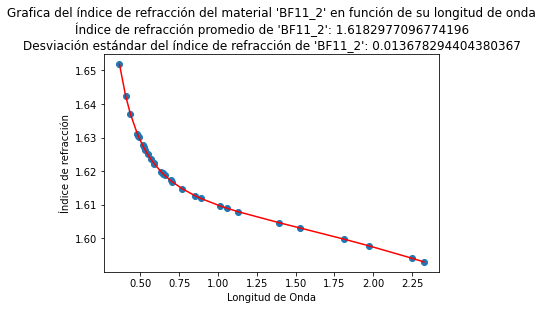 Grafica del índice de refracción del material 'BF11_2' en función de su longitud de onda
Índice de refracción promedio de 'BF11_2': 1.6182977096774196
Desviación estándar del índice de refracción de 'BF11_2': 0.013678294404380367
1.65
1.64
1.63
1.62
1.61
1.60
Índice de refracción
0.50 0.75 1.00 1.25 1.50 1.75 2.00 2.25
Longitud de Onda